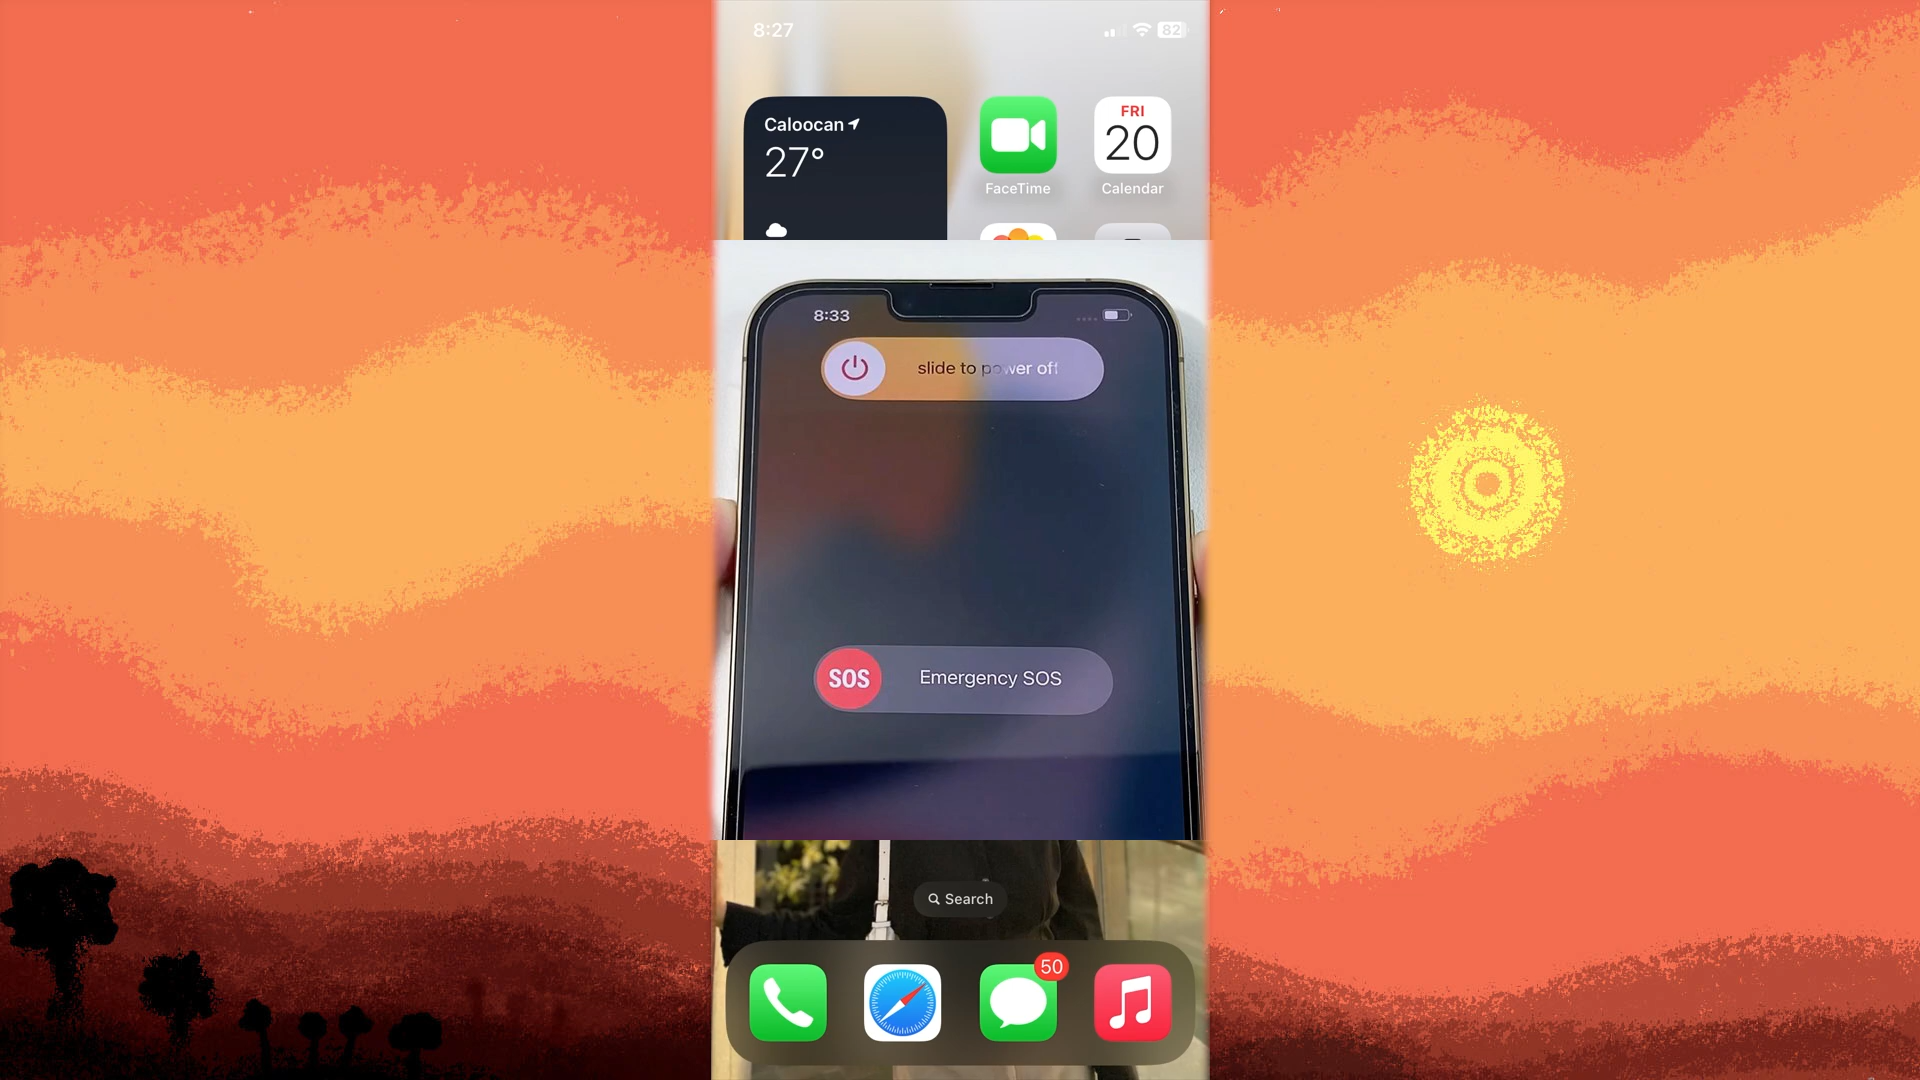 8:27
82
Caloocan
27°
FRI
20
FaceTime
Calendar
8:33
slide to power off
SOS
Emergency SOS
Search
50